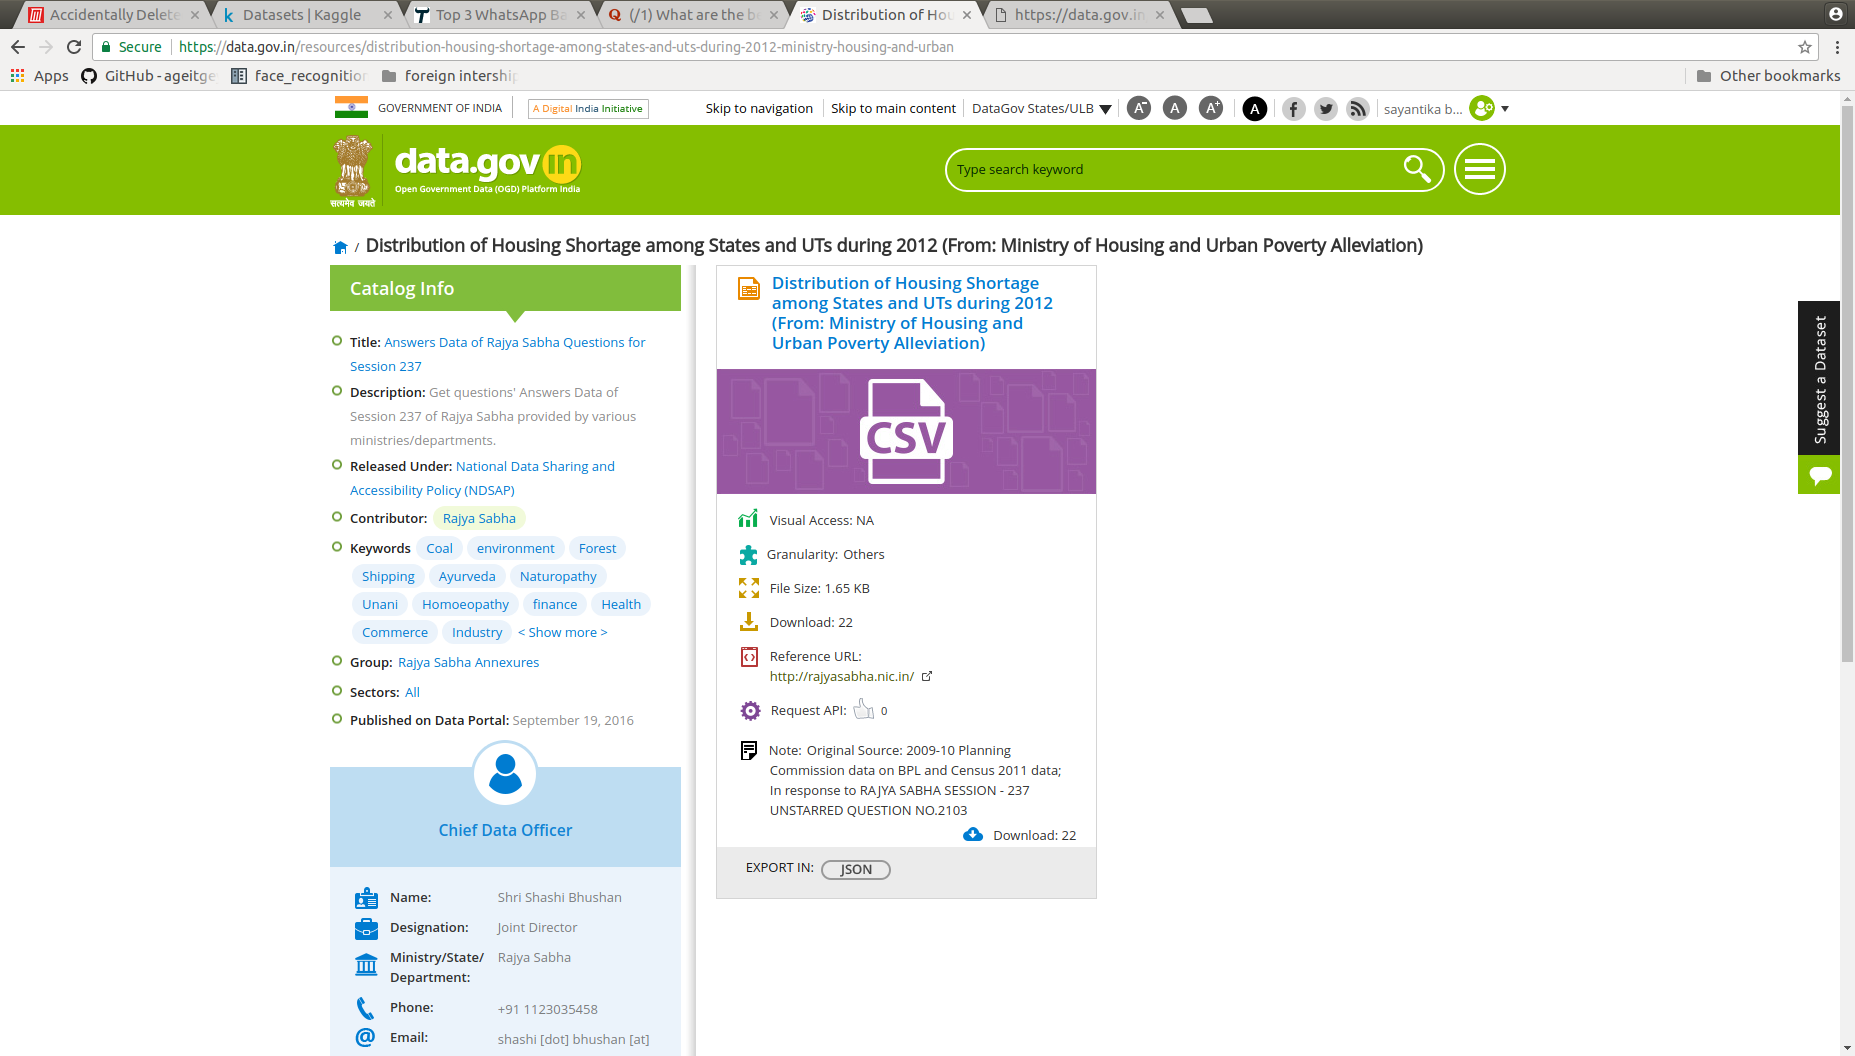 Accidentally Delete
Datasets | Kaggle
Top 3 WhatsApp Ba
(/1) What are the be
Distribution of Hou
https://data.gov.in
Secure
https://data.gov.in/resources/distribution-housing-shortage-among-states-and-uts-during-2012-ministry-housing-and-urban
Apps
GitHub - ageitge
face_recognition
foreign intership
Other bookmarks
GOVERNMENT OF INDIA
A Digital India Initiative
Skip to navigation
Skip to main content
DataGov States/ULB
A-
A
A+
A
sayantika b...
data.gov in
Open Government Data (OGD) Platform India
सत्यमेव जयते
Type search keyword
/ Distribution of Housing Shortage among States and UTs during 2012 (From: Ministry of Housing and Urban Poverty Alleviation)
Catalog Info
Title: Answers Data of Rajya Sabha Questions for
Session 237
Description: Get questions' Answers Data of
Session 237 of Rajya Sabha provided by various
ministries/departments.
Released Under: National Data Sharing and
Accessibility Policy (NDSAP)
Contributor: Rajya Sabha
Keywords Coal environment Forest
Shipping Ayurveda Naturopathy
Unani Homoeopathy finance Health
Commerce Industry < Show more >
Group: Rajya Sabha Annexures
Sectors: All
Published on Data Portal: September 19, 2016
Chief Data Officer
Name: Shri Shashi Bhushan
Designation: Joint Director
Ministry/State/ Rajya Sabha
Department:
Phone: +91 1123035458
Email: shashi [dot] bhushan [at]
Distribution of Housing Shortage
among States and UTs during 2012
(From: Ministry of Housing and
Urban Poverty Alleviation)
CSV
Visual Access: NA
Granularity: Others
File Size: 1.65 KB
Download: 22
Reference URL:
http://rajyasabha.nic.in/
Request API: 0
Note: Original Source: 2009-10 Planning
Commission data on BPL and Census 2011 data;
In response to RAJYA SABHA SESSION - 237
UNSTARRED QUESTION NO.2103
Download: 22
EXPORT IN: JSON
Suggest a Dataset